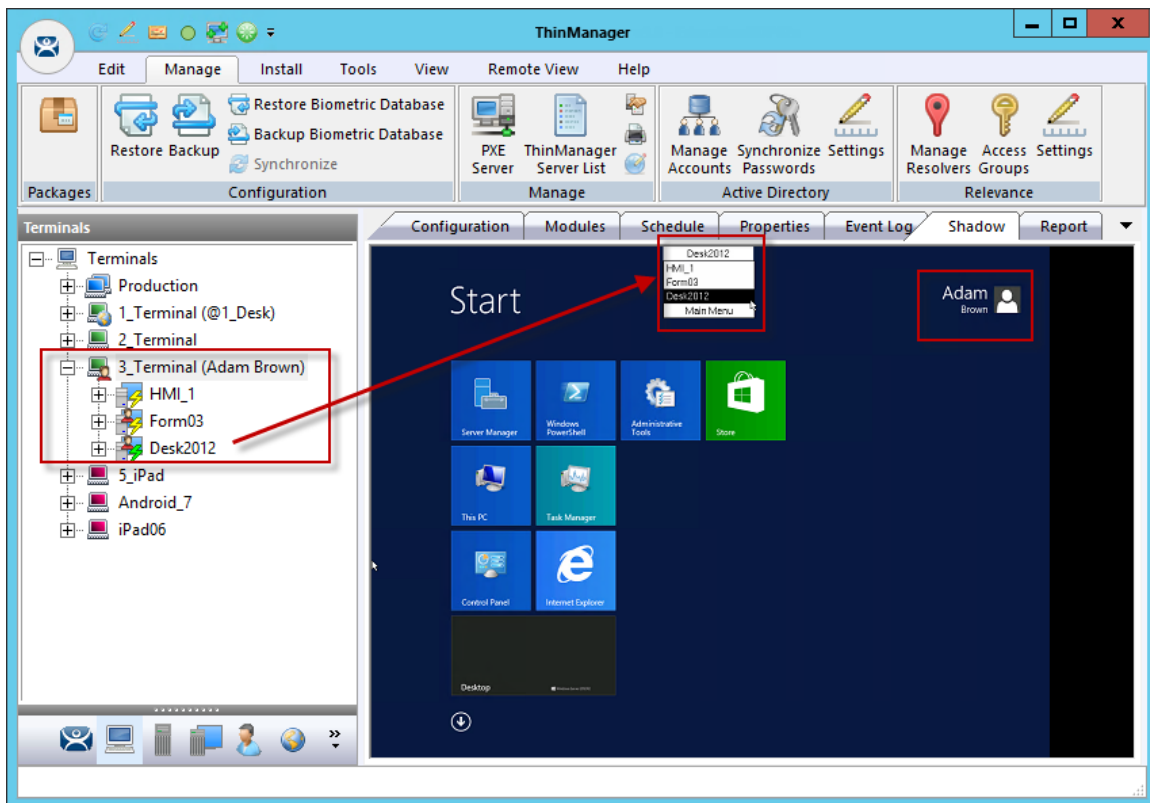 ThinManager
Edit Manage Install Tools View Remote View Help
Restore Backup
Restore Biometric Database
Backup Biometric Database
Synchronize
PXE Server
ThinManager Server List
Manage Accounts
Synchronize Passwords
Settings
Manage Resolvers
Access Groups
Settings
Packages Configuration Manage Active Directory Relevance
Terminals
Configuration Modules Schedule Properties Event Log Shadow Report
Terminals
Production
1_Terminal (@1_Desk)
2_Terminal
3_Terminal (Adam Brown)
HMI_1
Form03
Desk2012
5_iPad
Android_7
iPad06
Desk2012
HMI_1
Form03
Desk2012
Main Menu
Start
Adam
Brown
Server Manager
Windows PowerShell
Administrative Tools
Store
This PC
Task Manager
Control Panel
Internet Explorer
Desktop